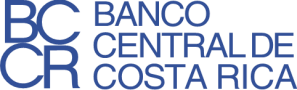 BC
CR
BANCO
CENTRAL DE
COSTA RICA